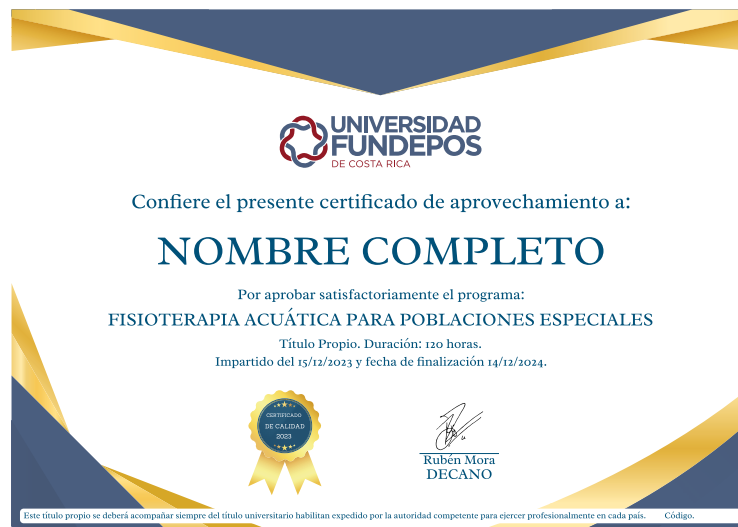 UNIVERSIDAD
FUNDEPOS
DE COSTA RICA
Confiere el presente certificado de aprovechamiento a:
NOMBRE COMPLETO
Por aprobar satisfactoriamente el programa:
FISIOTERAPIA ACUÁTICA PARA POBLACIONES ESPECIALES
Título Propio. Duración: 120 horas.
Impartido del 15/12/2023 y fecha de finalización 14/12/2024.
CERTIFICADO
DE CALIDAD
2023
Rubén Mora
DECANO
Este título propio se deberá acompañar siempre del título universitario habilitan expedido por la autoridad competente para ejercer profesionalmente en cada país. Código.